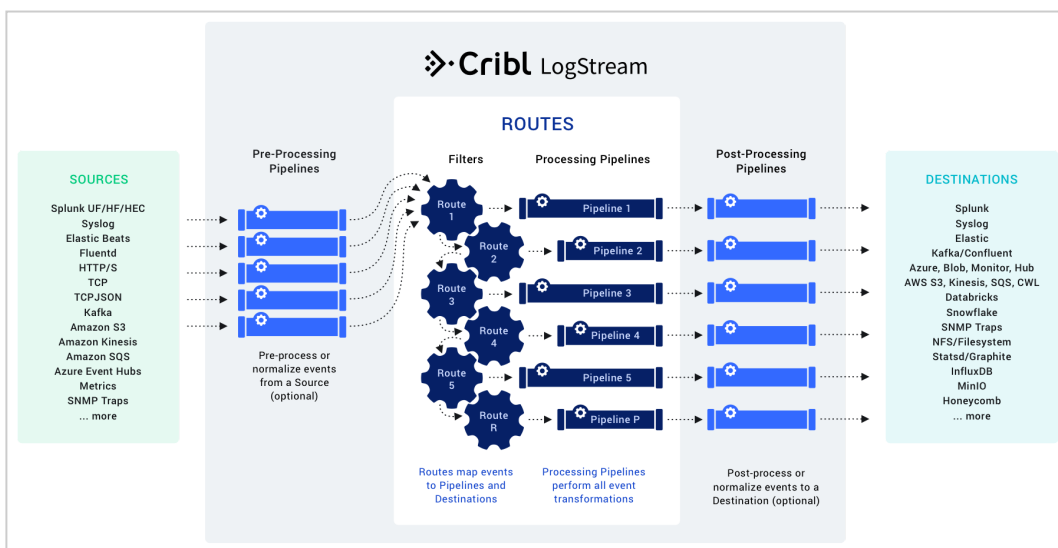 Cribl LogStream
ROUTES
SOURCES
Splunk UF/HF/HEC
Syslog
Elastic Beats
Fluentd
HTTP/S
TCP
TCPJSON
Kafka
Amazon S3
Amazon Kinesis
Amazon SQS
Azure Event Hubs
Metrics
SNMP Traps
... more
Pre-Processing
Pipelines
Pre-process or
normalize events
from a Source
(optional)
Filters
Route
1
Route
2
Route
3
Route
4
Route
5
Route
R
Routes map events
to Pipelines and
Destinations
Processing Pipelines
Pipeline 1
Pipeline 2
Pipeline 3
Pipeline 4
Pipeline 5
Pipeline P
Processing Pipelines
perform all event
transformations
Post-Processing
Pipelines
Post-process or
normalize events to a
Destination (optional)
DESTINATIONS
Splunk
Syslog
Elastic
Kafka/Confluent
Azure, Blob, Monitor, Hub
AWS S3, Kinesis, SQS, CWL
Databricks
Snowflake
SNMP Traps
NFS/Filesystem
Statsd/Graphite
InfluxDB
MinIO
Honeycomb
... more